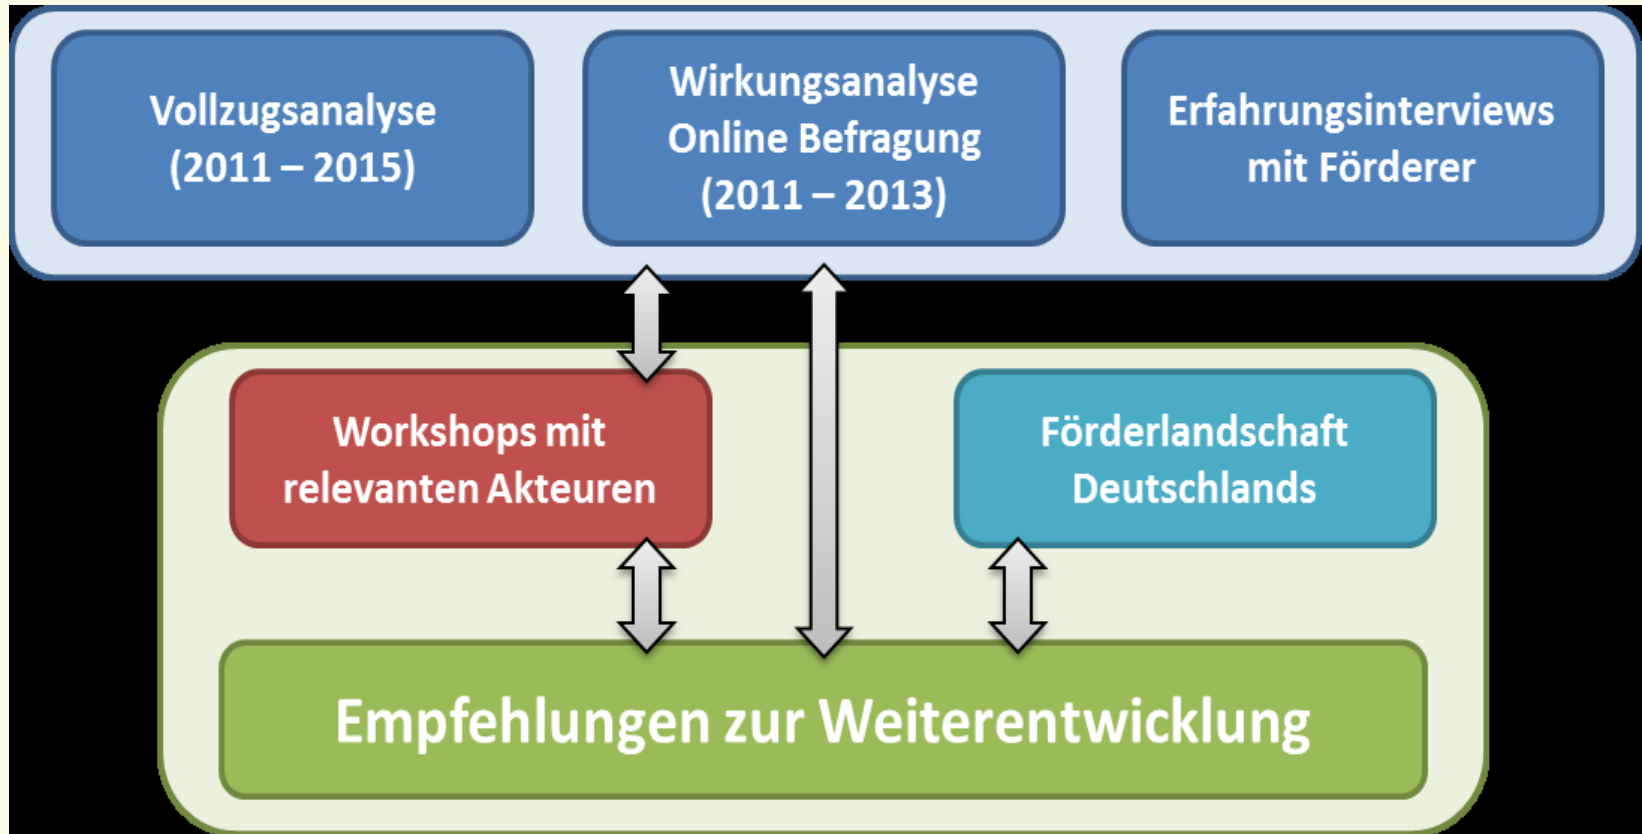 Vollzugsanalyse
(2011 – 2015)
Wirkungsanalyse
Online Befragung
(2011 – 2013)
Erfahrungsinterviews
mit Förderer
Workshops mit
relevanten Akteuren
Förderlandschaft
Deutschlands
Empfehlungen zur Weiterentwicklung